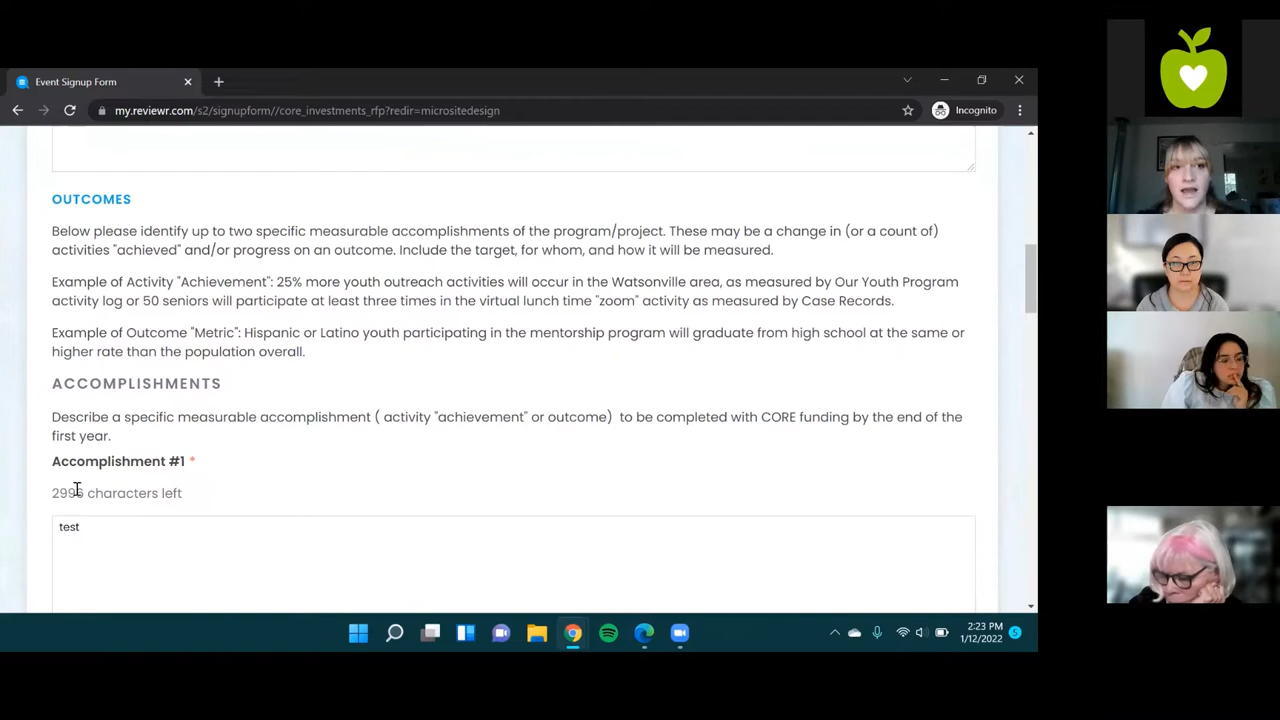 Event Signup Form
my.reviewr.com/s2/signupform//core_investments_rfp?redir=micrositedesign
Incognito
OUTCOMES
Below please identify up to two specific measurable accomplishments of the program/project. These may be a change in (or a count of)
activities "achieved" and/or progress on an outcome. Include the target, for whom, and how it will be measured.
Example of Activity "Achievement": 25% more youth outreach activities will occur in the Watsonville area, as measured by Our Youth Program
activity log or 50 seniors will participate at least three times in the virtual lunch time "zoom" activity as measured by Case Records.
Example of Outcome "Metric": Hispanic or Latino youth participating in the mentorship program will graduate from high school at the same or
higher rate than the population overall.
ACCOMPLISHMENTS
Describe a specific measurable accomplishment ( activity "achievement" or outcome)  to be completed with CORE funding by the end of the
first year.
Accomplishment #1 *
2996 characters left
test
2:23 PM
1/12/2022
5